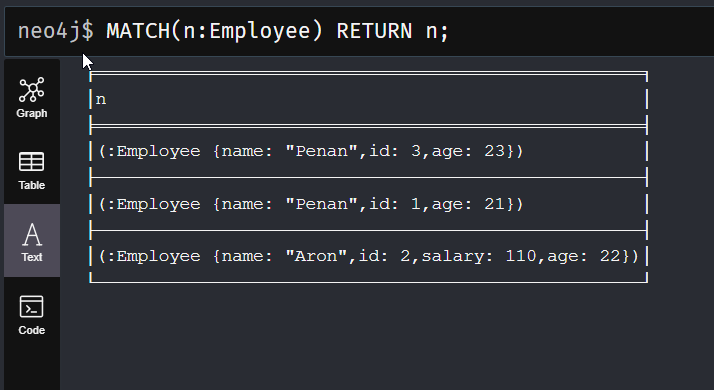 neo4j$ MATCH(n:Employee) RETURN n;
Graph
Table
Text
Code
n
(:Employee {name: "Penan",id: 3,age: 23})
(:Employee {name: "Penan",id: 1,age: 21})
(:Employee {name: "Aron",id: 2,salary: 110,age: 22})